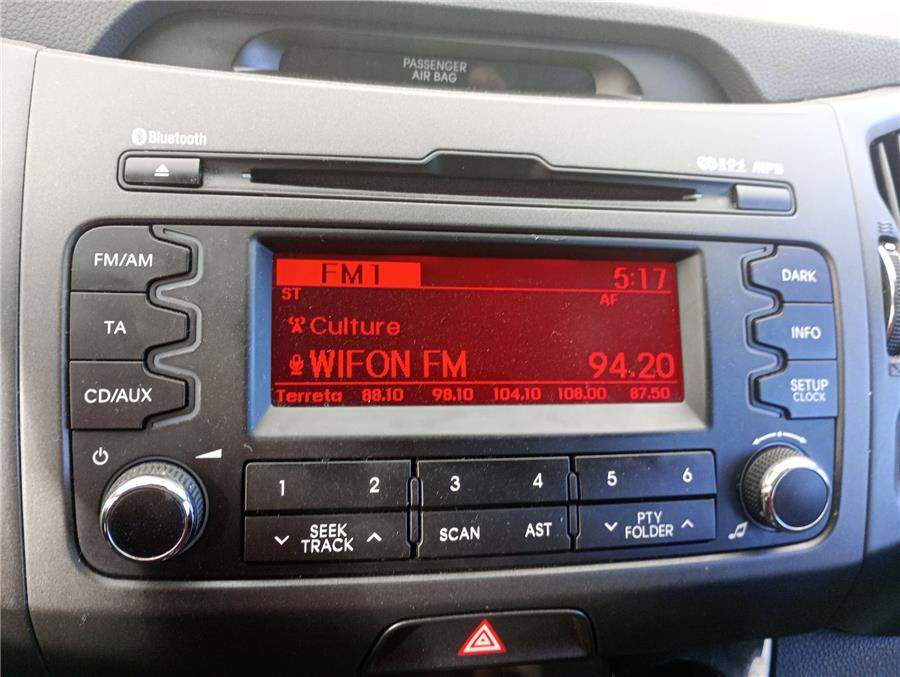 PASSENGER
AIR BAG
Bluetooth
MP3
FM/AM
TA
CD/AUX
FM1
5:17
ST
AF
Culture
WIFON FM
94.20
Terreta 88.10 98.10 104.10 108.00 87.50
DARK
INFO
SETUP
CLOCK
1 2 3 4 5 6
SEEK
TRACK
SCAN
AST
PTY
FOLDER